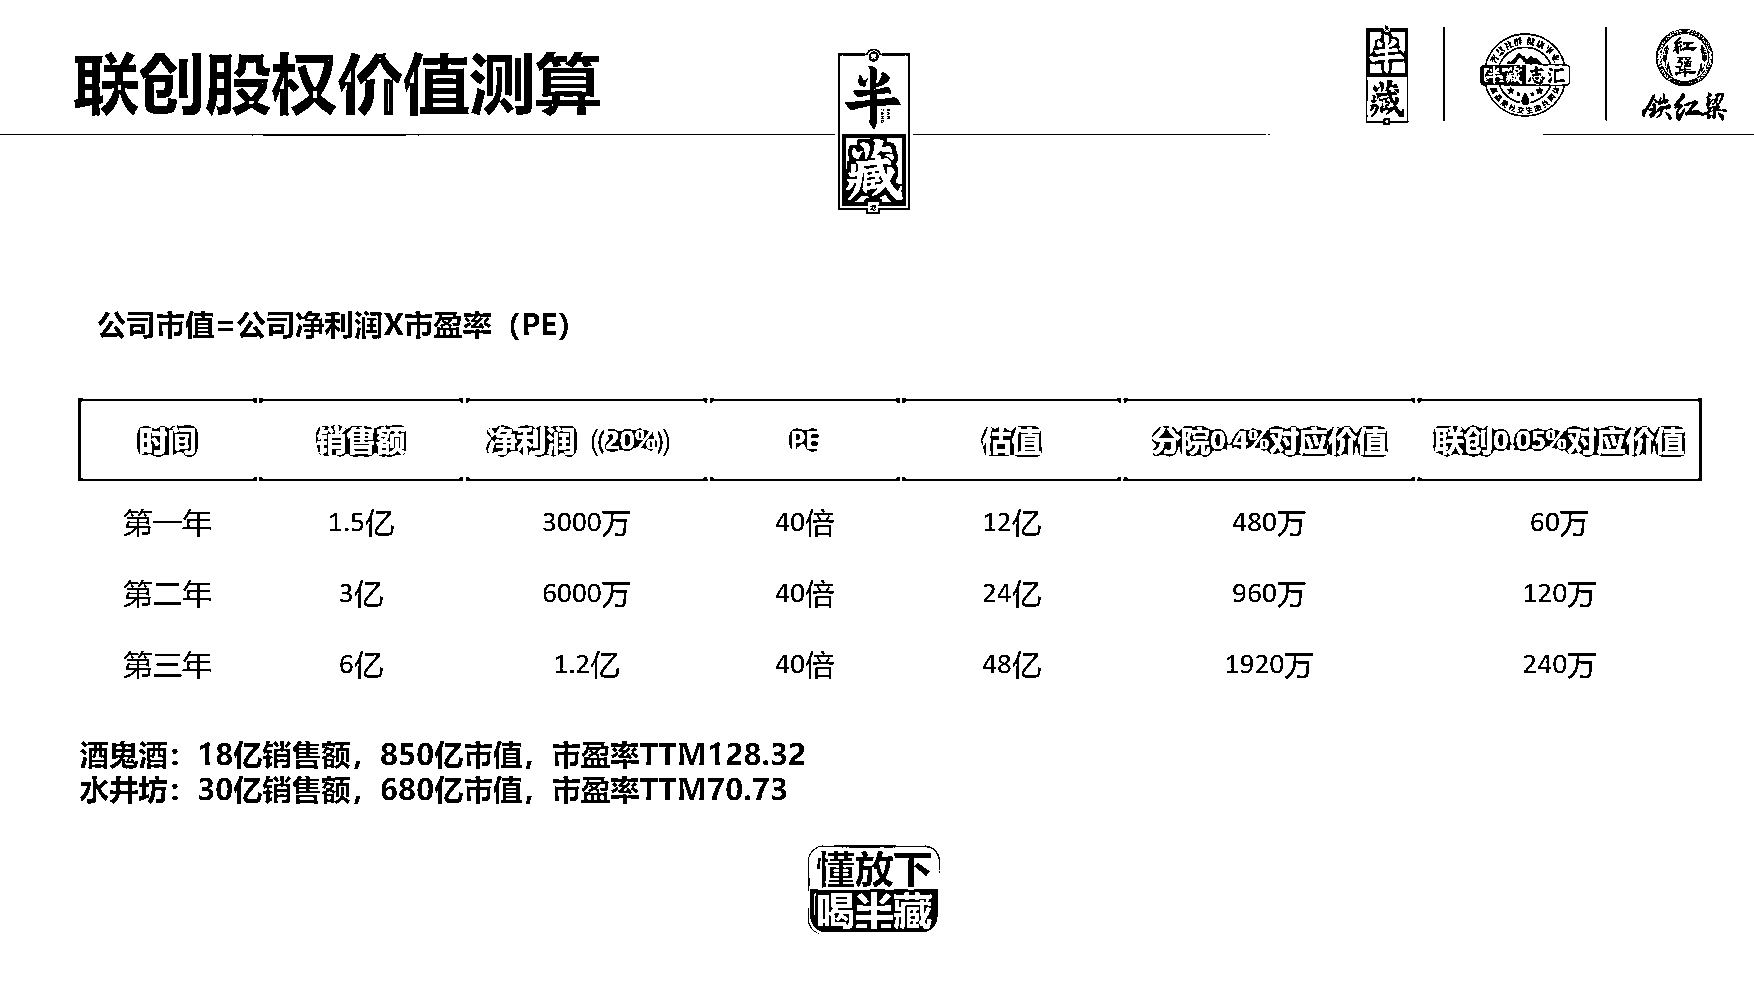 联创股权价值测算
半
藏
半
藏
半藏志汇
红犟
铁红犟
公司市值=公司净利润X市盈率（PE）
时间 销售额 净利润（(20%)） PE 估值 分院0.4%对应价值 联创0.05%对应价值
第一年 1.5亿 3000万 40倍 12亿 480万 60万
第二年 3亿 6000万 40倍 24亿 960万 120万
第三年 6亿 1.2亿 40倍 48亿 1920万 240万
酒鬼酒：18亿销售额，850亿市值，市盈率TTM128.32
水井坊：30亿销售额，680亿市值，市盈率TTM70.73
懂放下
喝半藏